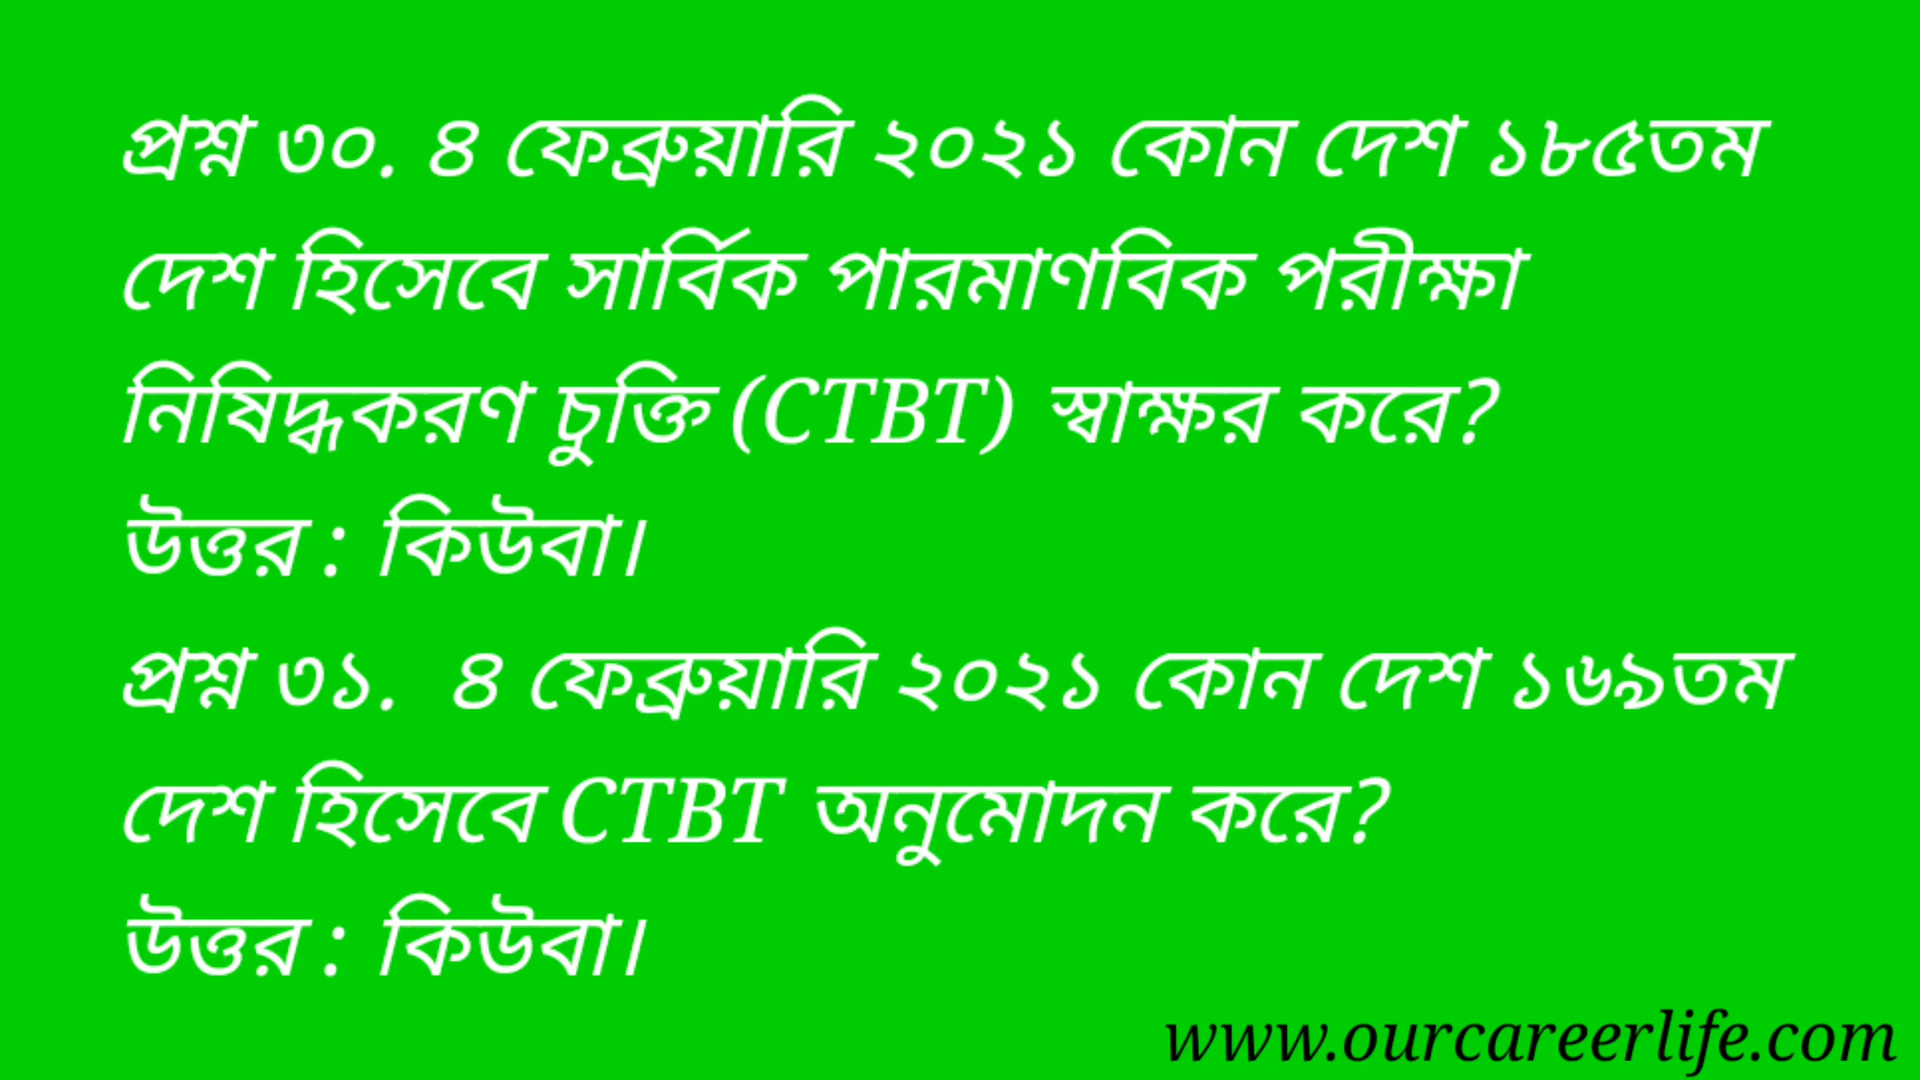 প্রশ্ন ৩০. ৪ ফেব্রুয়ারি ২০২১ কোন দেশ ১৮৫তম
দেশ হিসেবে সার্বিক পারমাণবিক পরীক্ষা
নিষিদ্ধকরণ চুক্তি (CTBT) স্বাক্ষর করে?
উত্তর : কিউবা।
প্রশ্ন ৩১. ৪ ফেব্রুয়ারি ২০২১ কোন দেশ ১৬৯তম
দেশ হিসেবে CTBT অনুমোদন করে?
উত্তর : কিউবা।
www.ourcareerlife.com